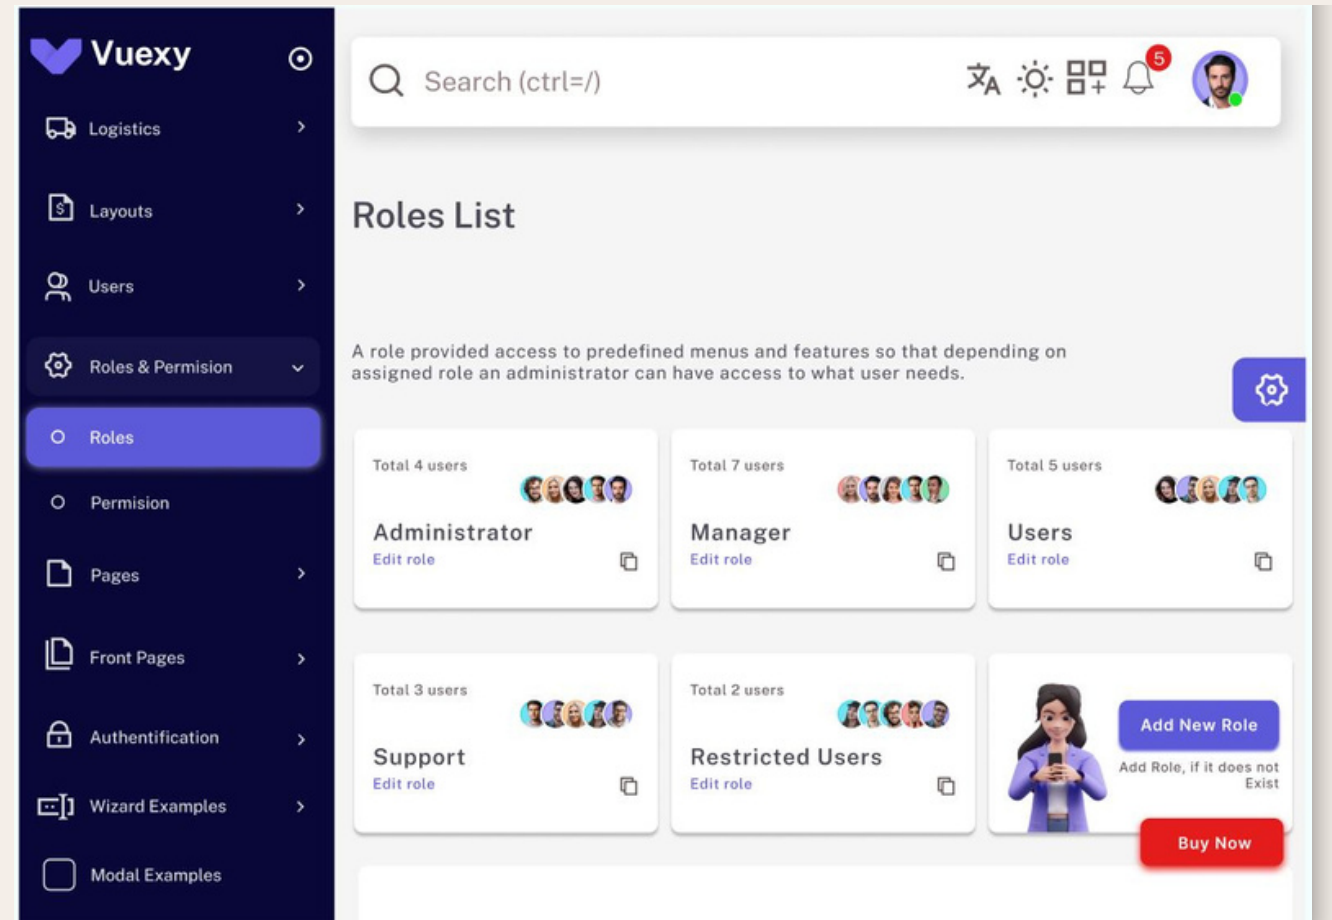 Vuexy
Logistics
Layouts
Users
Roles & Permision
Roles
Permision
Pages
Front Pages
Authentification
Wizard Examples
Modal Examples
Search (ctrl=/)
5
Roles List
A role provided access to predefined menus and features so that depending on
assigned role an administrator can have access to what user needs.
Total 4 users
Administrator
Edit role
Total 7 users
Manager
Edit role
Total 5 users
Users
Edit role
Total 3 users
Support
Edit role
Total 2 users
Restricted Users
Edit role
Add New Role
Add Role, if it does not
Exist
Buy Now